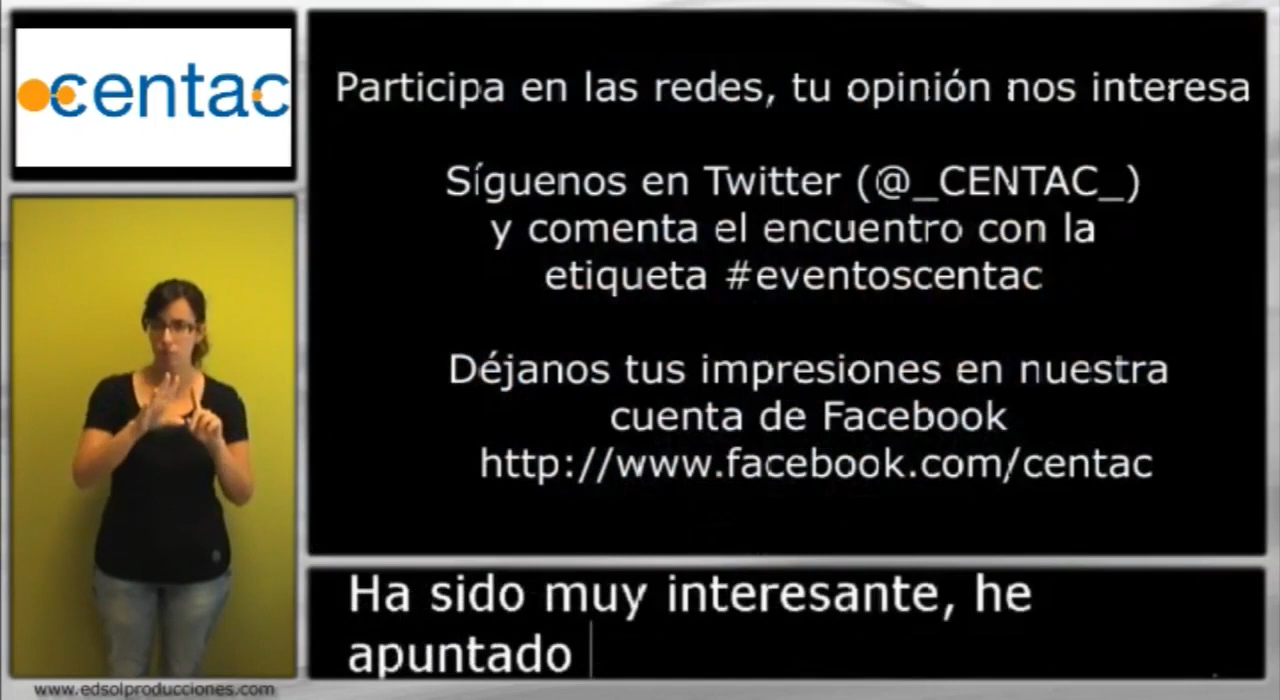 centac
Participa en las redes, tu opinión nos interesa
Síguenos en Twitter (@_CENTAC_)
y comenta el encuentro con la
etiqueta #eventoscentac
Déjanos tus impresiones en nuestra
cuenta de Facebook
http://www.facebook.com/centac
Ha sido muy interesante, he
apuntado
www.edsolproducciones.com